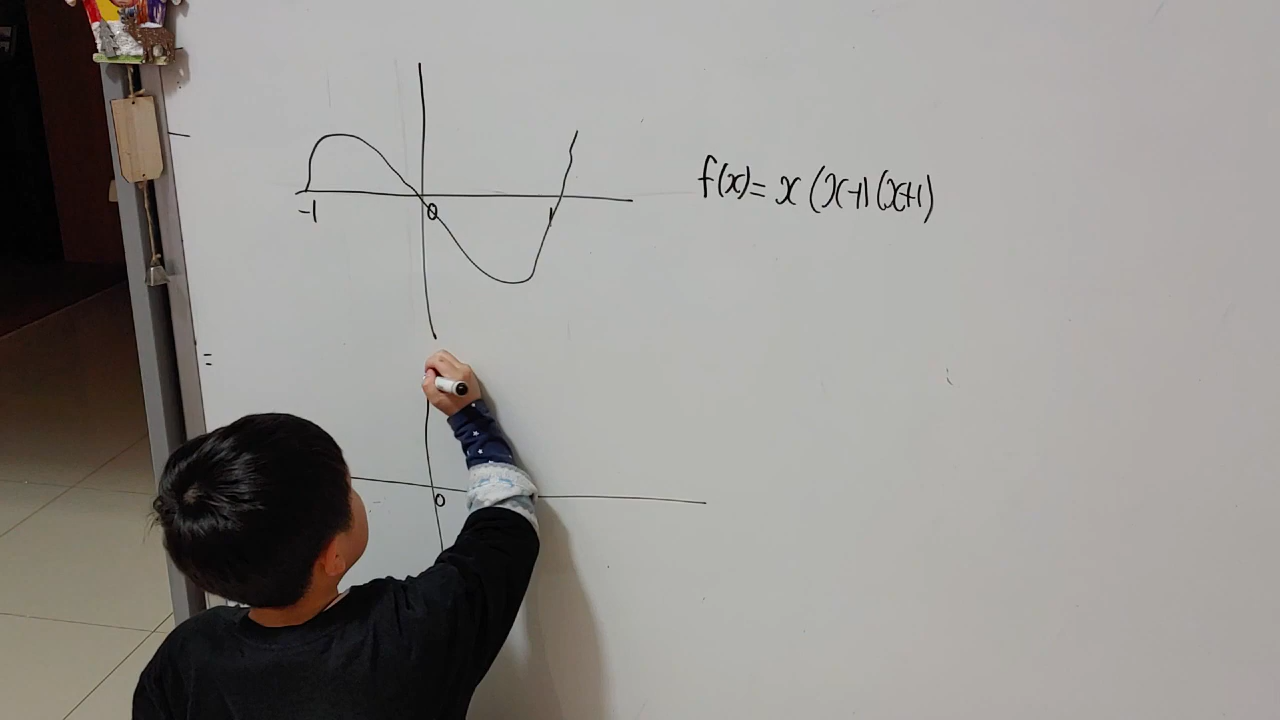 f(x)= x (x-1)(x+1)
-1
0
1
0